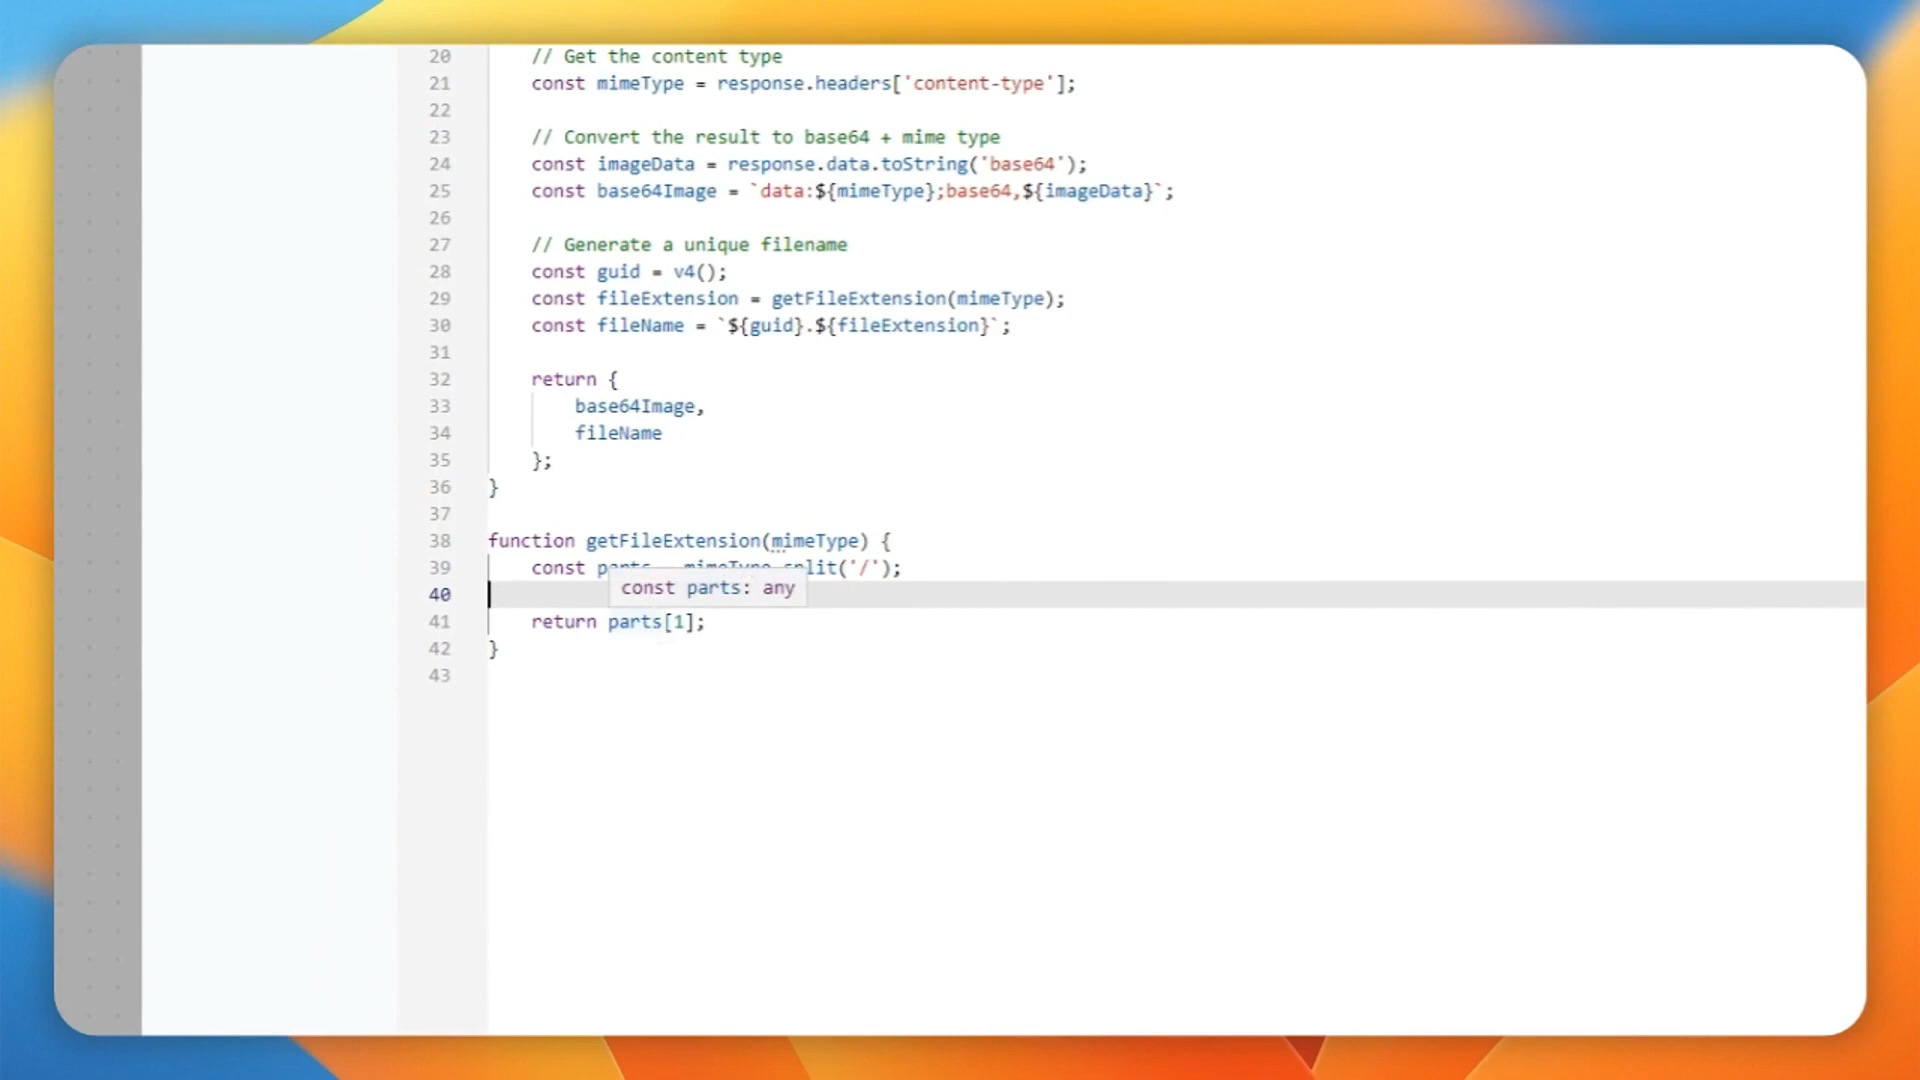 20 // Get the content type
21 const mimeType = response.headers['content-type'];
22
23 // Convert the result to base64 + mime type
24 const imageData = response.data.toString('base64');
25 const base64Image = `data:${mimeType};base64,${imageData}`;
26
27 // Generate a unique filename
28 const guid = v4();
29 const fileExtension = getFileExtension(mimeType);
30 const fileName = `${guid}.${fileExtension}`;
31
32 return {
33 base64Image,
34 fileName
35 };
36 }
37
38 function getFileExtension(mimeType) {
39 const parts mimeType.split('/');
const parts: any
40
41 return parts[1];
42 }
43